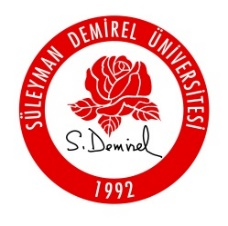 SÜLEYMAN DEMİREL ÜNİVERSİTESİ
S. Demirel
1992